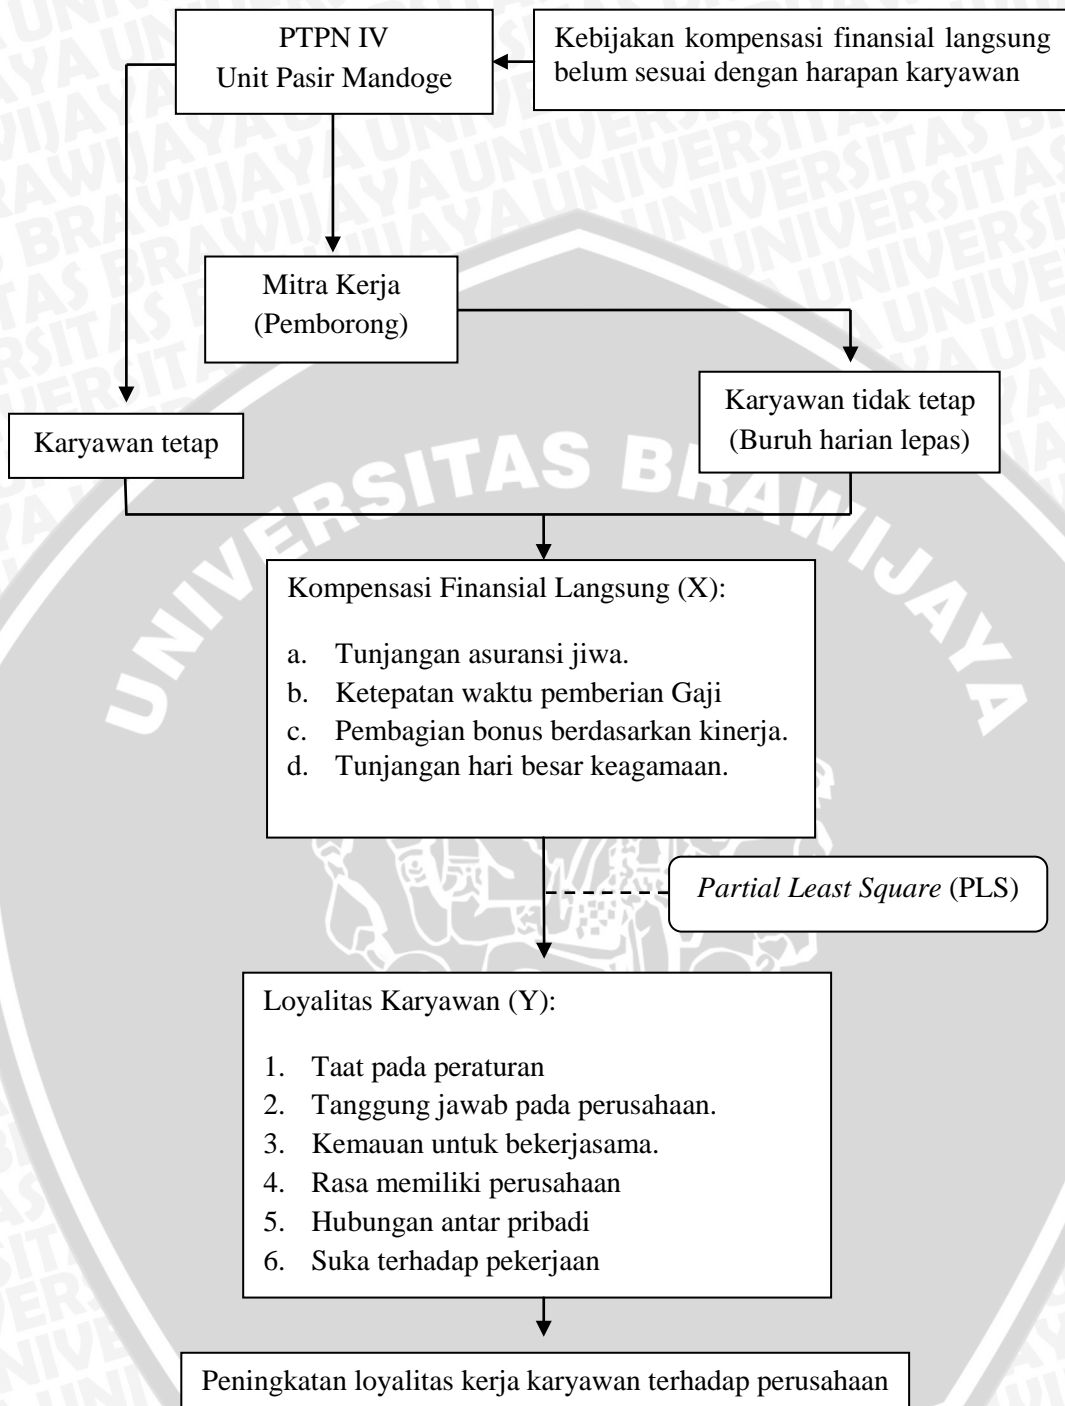 PTPN IV
Unit Pasir Mandoge
Kebijakan kompensasi finansial langsung
belum sesuai dengan harapan karyawan
Mitra Kerja
(Pemborong)
Karyawan tetap
Karyawan tidak tetap
(Buruh harian lepas)
UNIVERSITAS BRAWIJAYA
Kompensasi Finansial Langsung (X):
a. Tunjangan asuransi jiwa.
b. Ketepatan waktu pemberian Gaji
c. Pembagian bonus berdasarkan kinerja.
d. Tunjangan hari besar keagamaan.
Partial Least Square (PLS)
Loyalitas Karyawan (Y):
1. Taat pada peraturan
2. Tanggung jawab pada perusahaan.
3. Kemauan untuk bekerjasama.
4. Rasa memiliki perusahaan
5. Hubungan antar pribadi
6. Suka terhadap pekerjaan
Peningkatan loyalitas kerja karyawan terhadap perusahaan